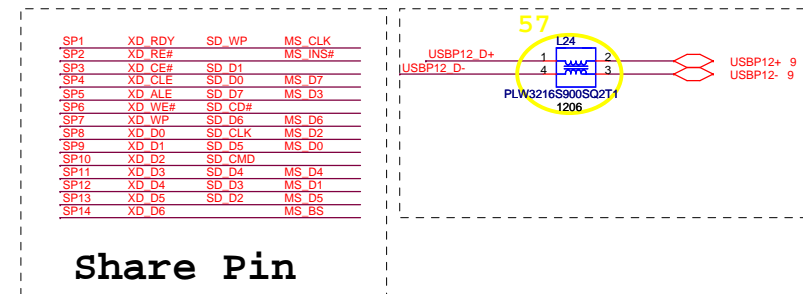 SP1 XD_RDY SD_WP MS_CLK
SP2 XD_RE# MS_INS#
SP3 XD_CE# SD_D1
SP4 XD_CLE SD_D0 MS_D7
SP5 XD_ALE SD_D7 MS_D3
SP6 XD_WE# SD_CD#
SP7 XD_WP SD_D6 MS_D6
SP8 XD_D0 SD_CLK MS_D2
SP9 XD_D1 SD_D5 MS_D0
SP10 XD_D2 SD_CMD
SP11 XD_D3 SD_D4 MS_D4
SP12 XD_D4 SD_D3 MS_D1
SP13 XD_D5 SD_D2 MS_D5
SP14 XD_D6 MS_BS
Share Pin
57
L24
USBP12_D+ 1 2 USBP12+ 9
USBP12_D- 4 3 USBP12- 9
PLW3216S900SQ2T1
1206